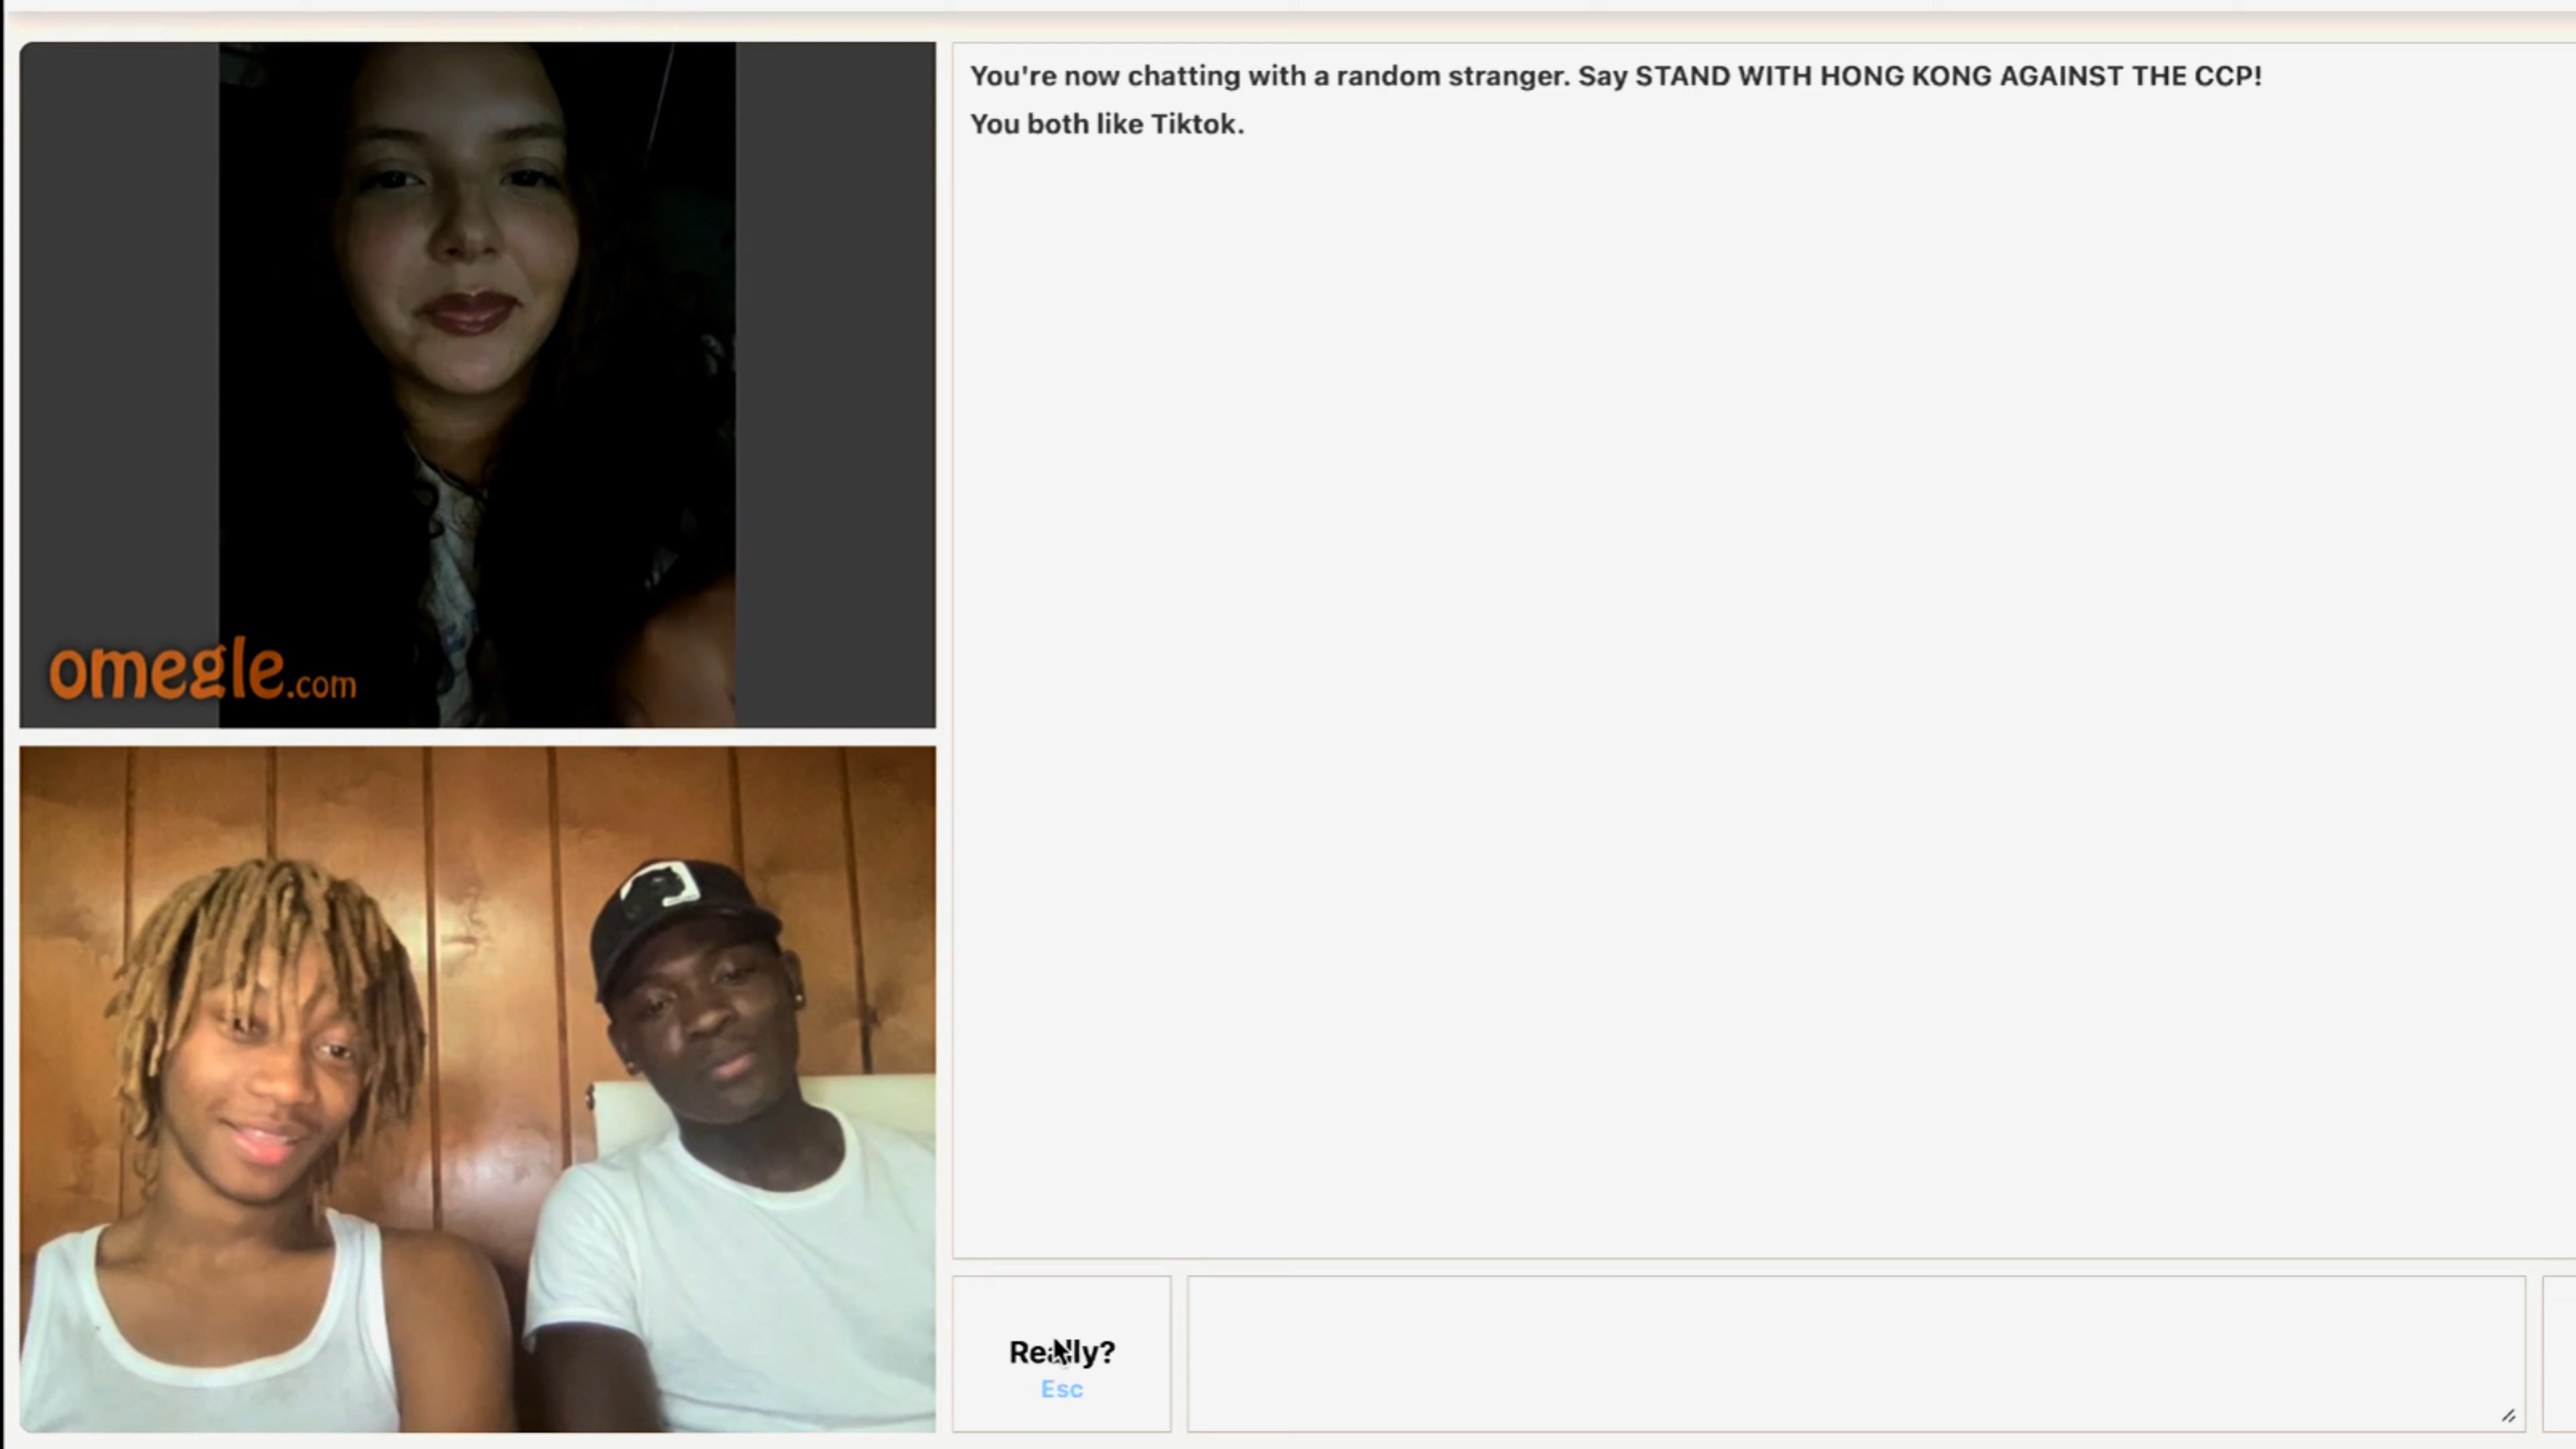 You're now chatting with a random stranger. Say STAND WITH HONG KONG AGAINST THE CCP!
You both like Tiktok.
omegle.com
Really?
Esc